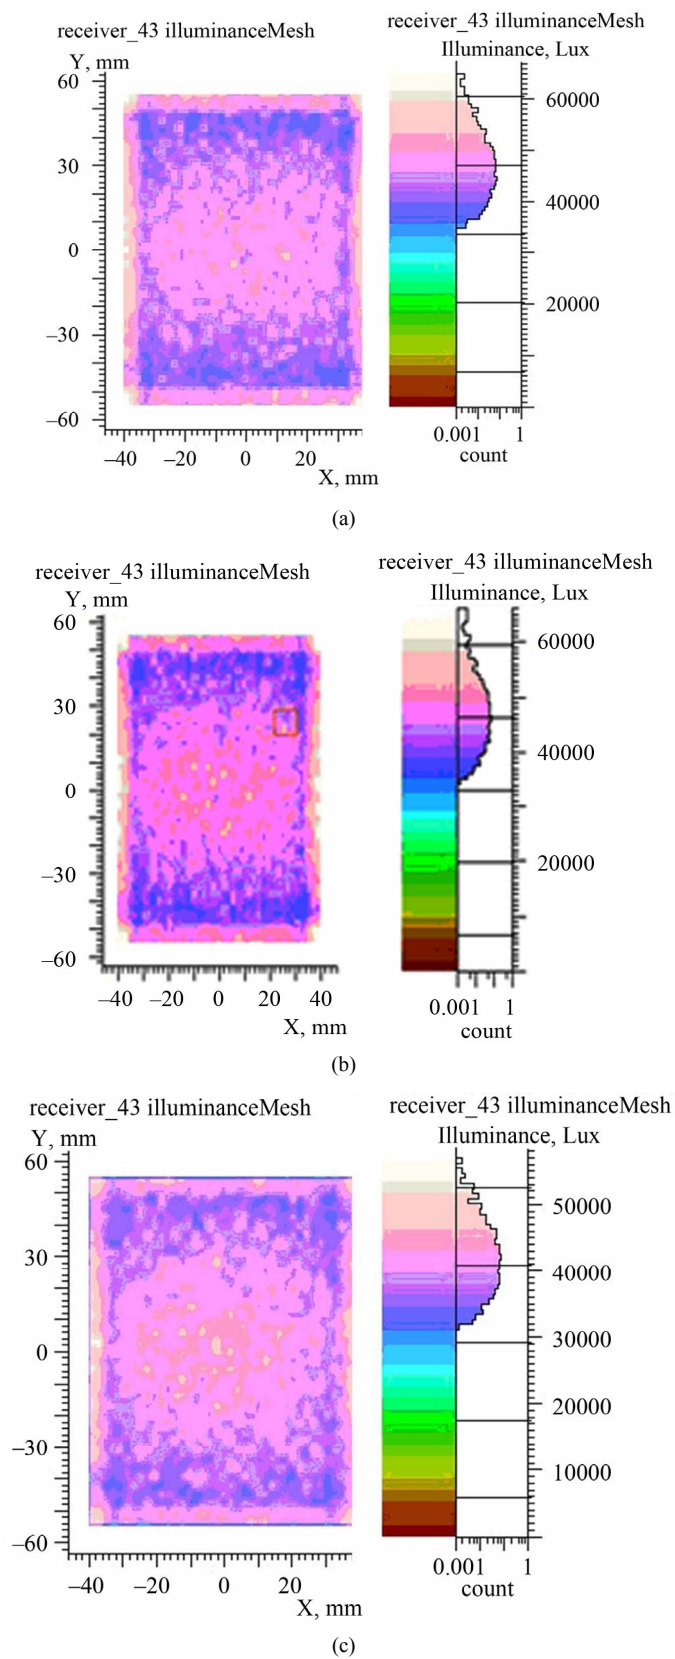 receiver_43 illuminanceMesh
Y, mm
60
30
0
–30
–60
–40 –20 0 20
X, mm
receiver_43 illuminanceMesh
Illuminance, Lux
60000
40000
20000
0.001 1
count
(a)
receiver_43 illuminanceMesh
Y, mm
60
30
0
–30
–60
–40 –20 0 20 40
X, mm
receiver_43 illuminanceMesh
Illuminance, Lux
60000
40000
20000
0.001 1
count
(b)
receiver_43 illuminanceMesh
Y, mm
60
30
0
–30
–60
–40 –20 0 20
X, mm
receiver_43 illuminanceMesh
Illuminance, Lux
50000
40000
30000
20000
10000
0.001 1
count
(c)